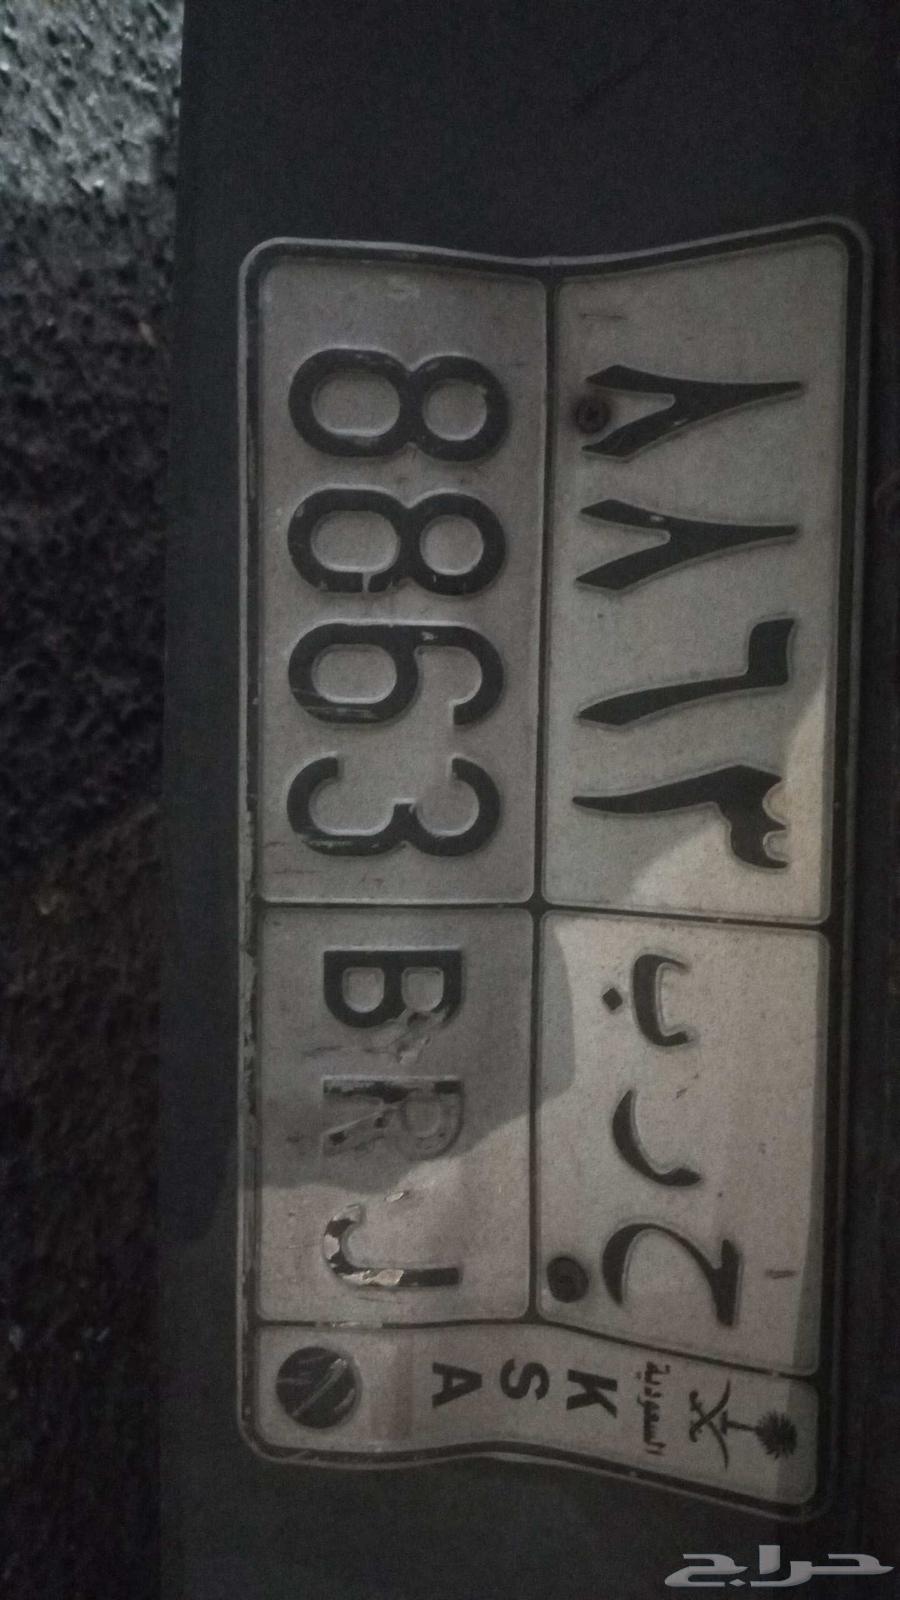 ٨٨٦٣ ح ر ب
8863 BRJ
السعودية
K
S
A
حراج